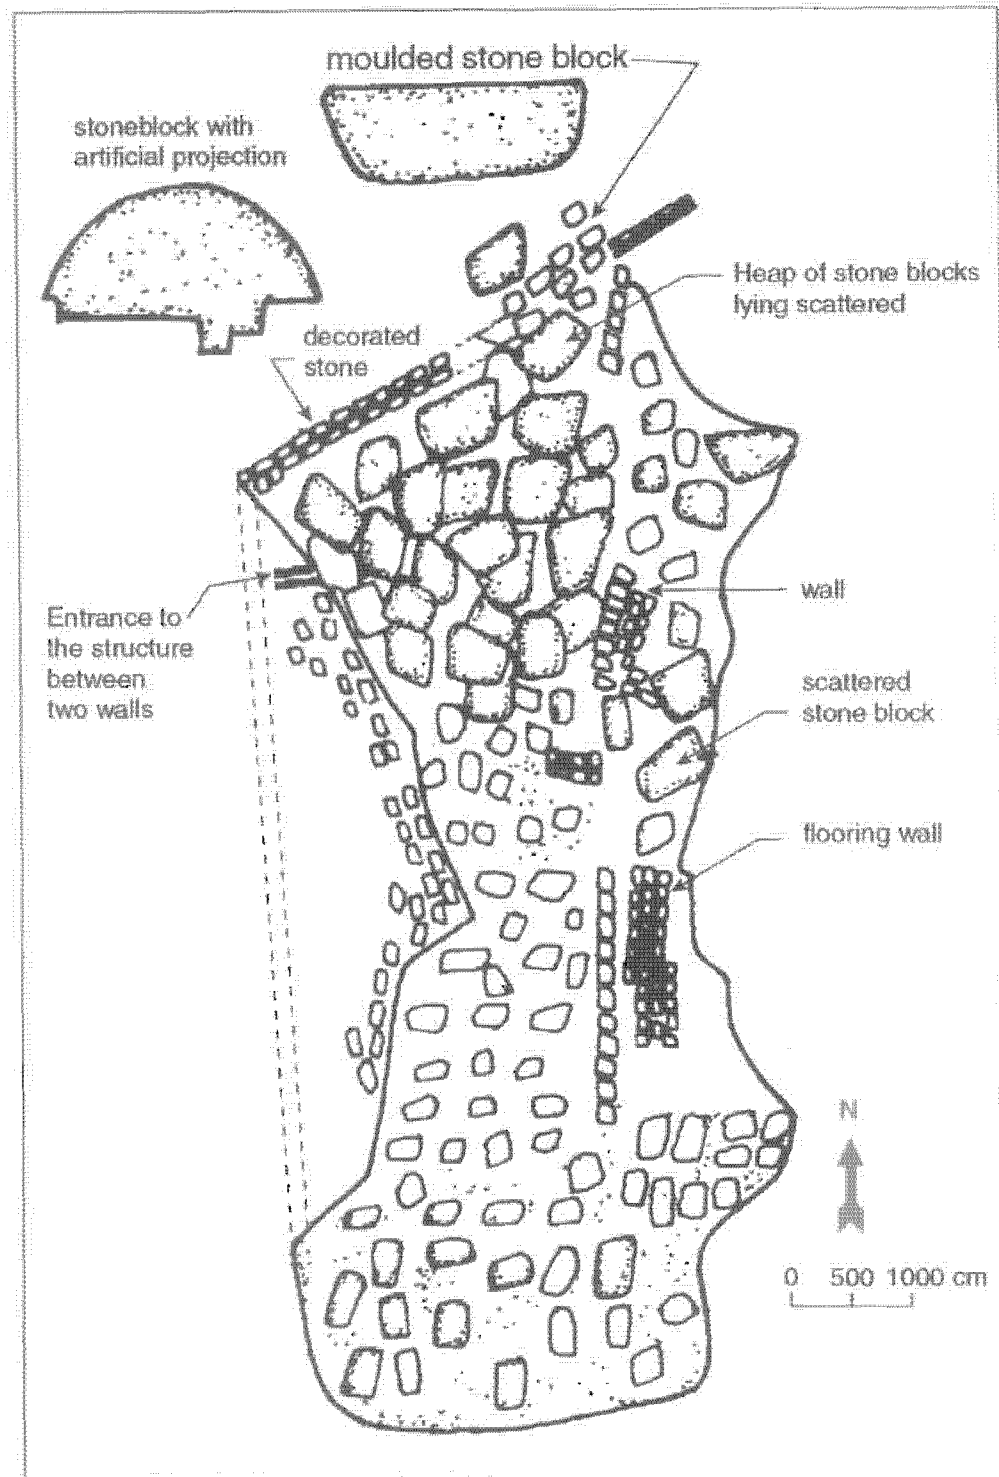 moulded stone block
stoneblock with
artificial projection
Heap of stone blocks
lying scattered
decorated
stone
Entrance to
the structure
between
two walls
wall
scattered
stone block
flooring wall
N
0 500 1000 cm